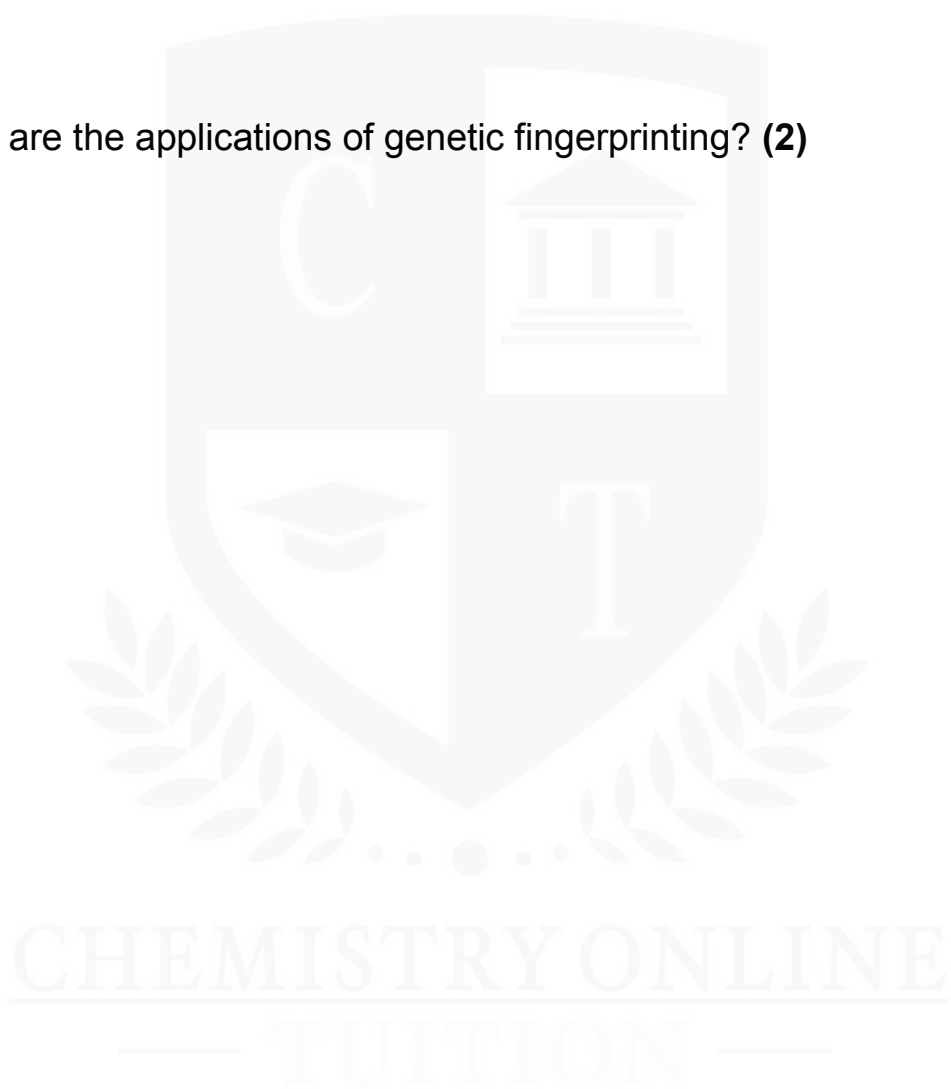 are the applications of genetic fingerprinting? (2)
C
T
CHEMISTRY ONLINE
TUITION